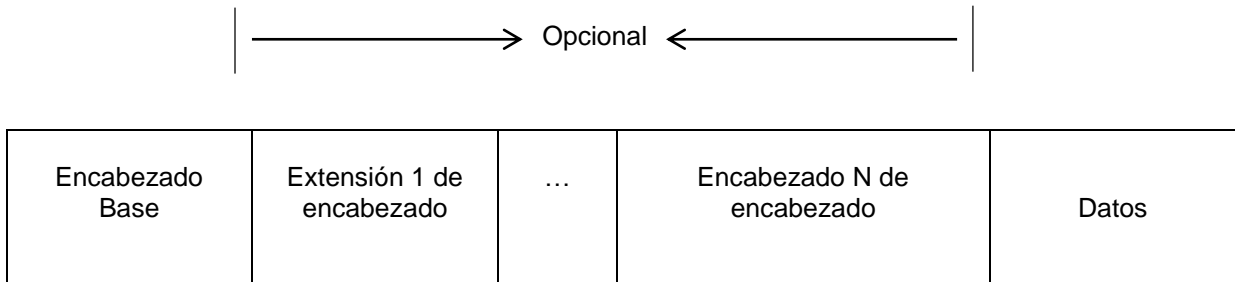 Opcional
Encabezado
Base
Extensión 1 de
encabezado
…
Encabezado N de
encabezado
Datos